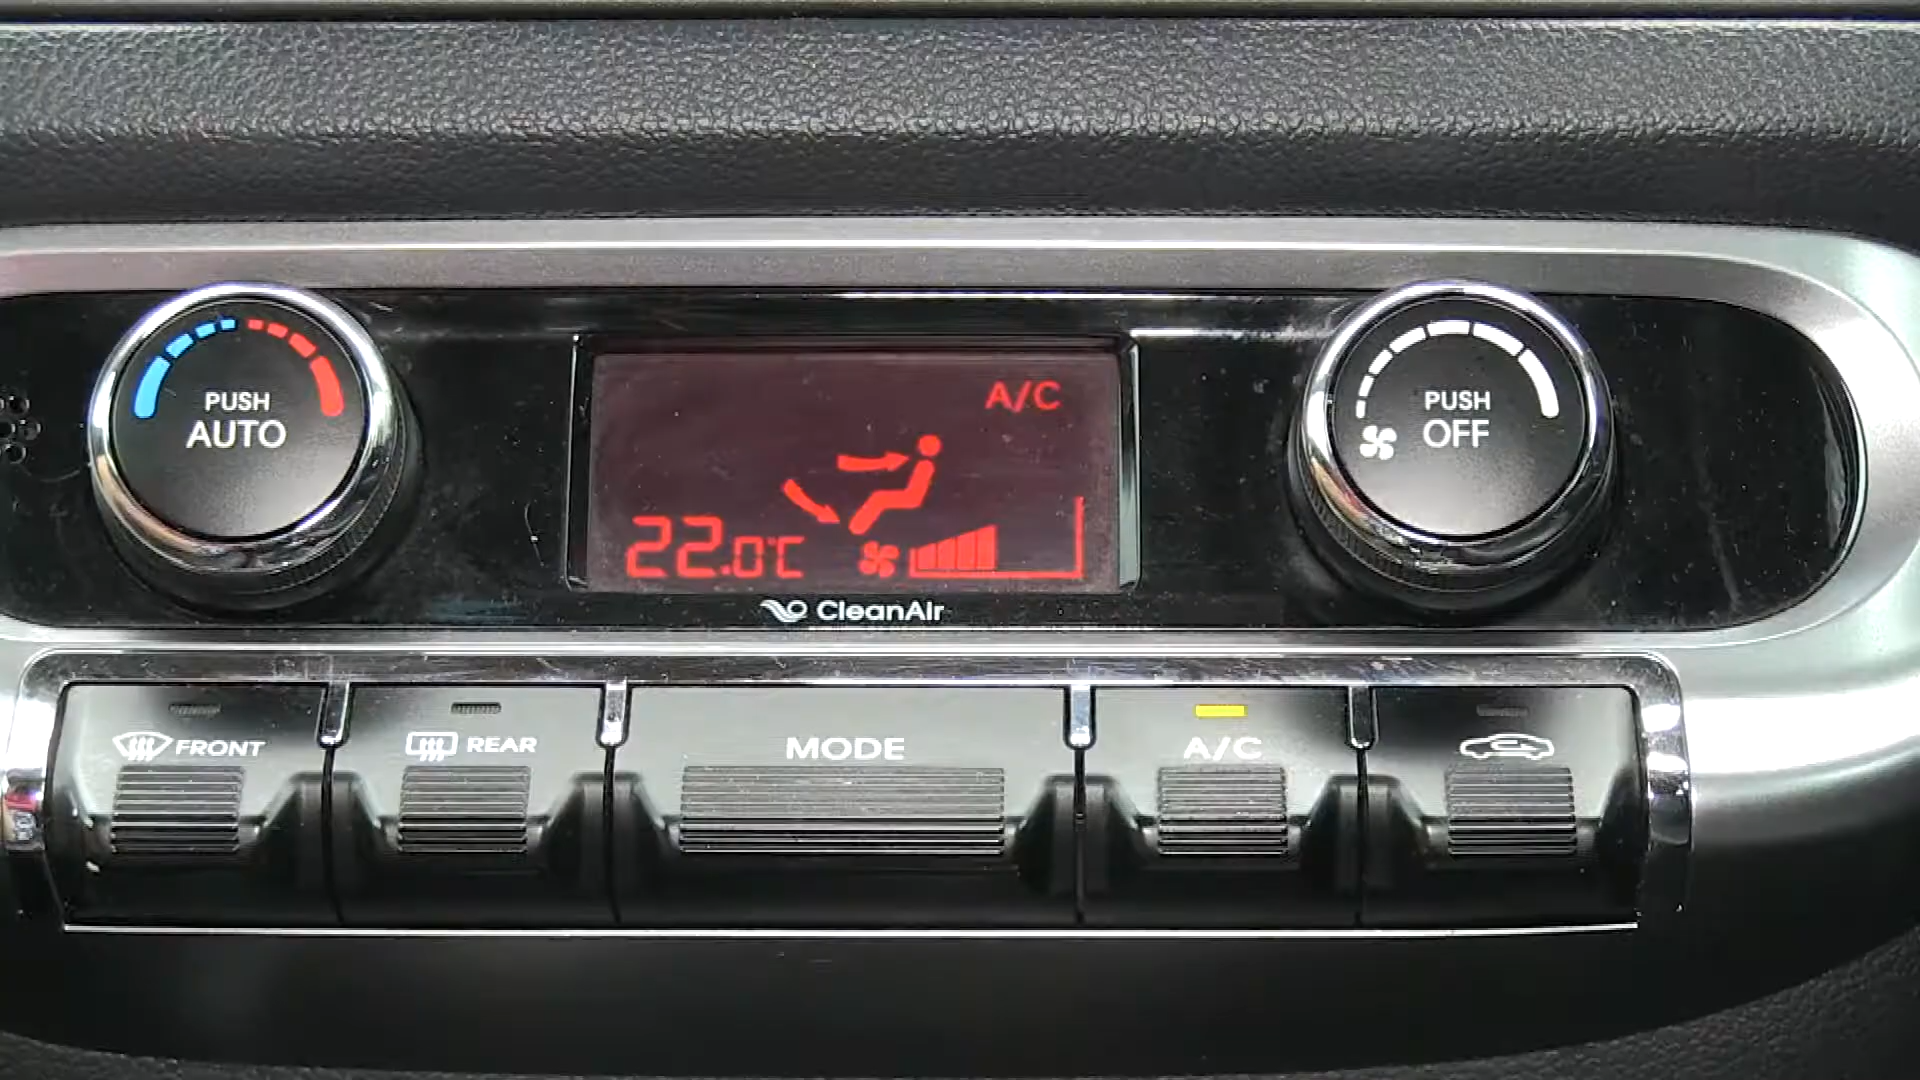 PUSH
AUTO
A/C
22.0°C
CleanAir
PUSH
OFF
FRONT
REAR
MODE
A/C